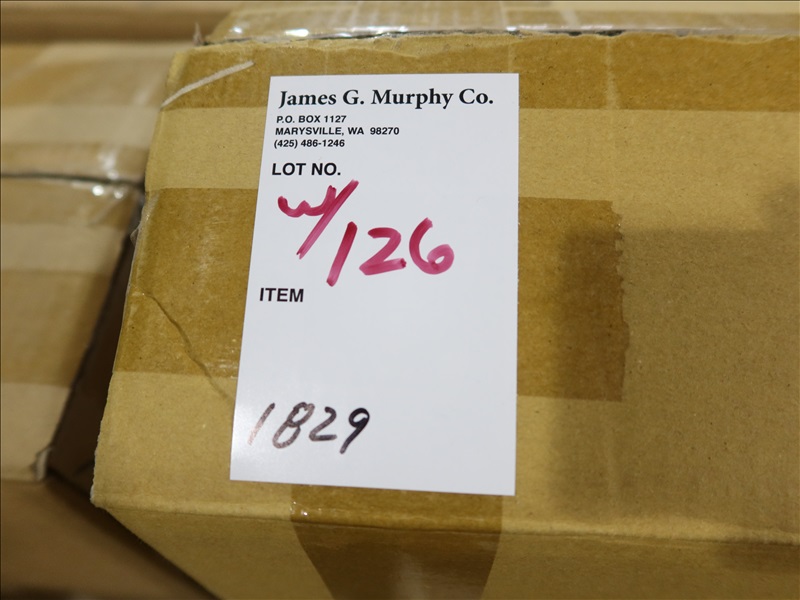 James G. Murphy Co.
P.O. BOX 1127
MARYSVILLE, WA 98270
(425) 486-1246
LOT NO.
w/126
ITEM
1829